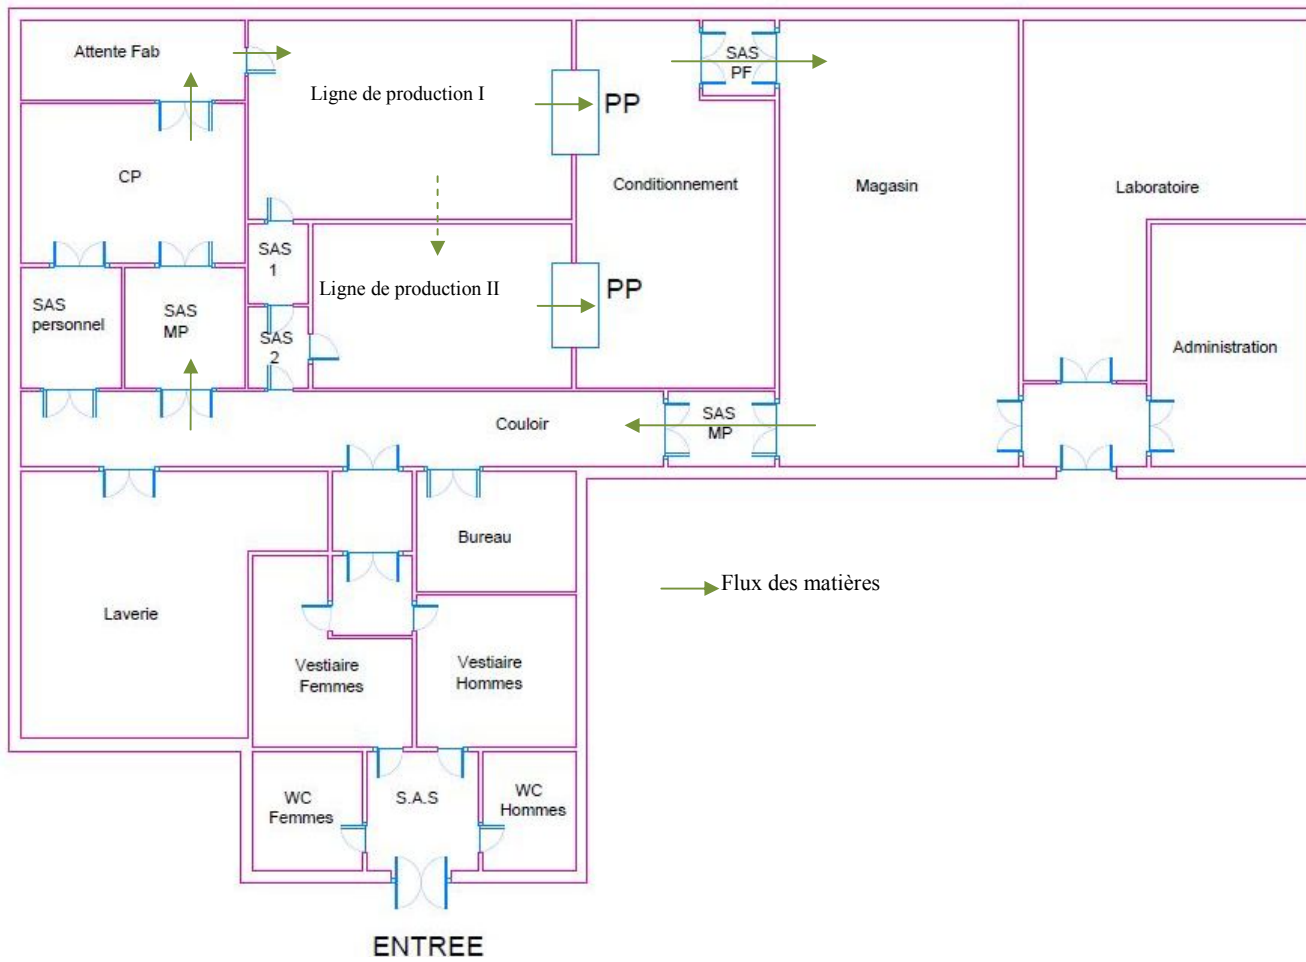 Attente Fab
SAS
PF
Ligne de production I
PP
CP
Conditionnement
Magasin
Laboratoire
SAS
1
SAS
personnel
SAS
MP
Ligne de production II
PP
SAS
2
Administration
Couloir
SAS
MP
Bureau
Flux des matières
Laverie
Vestiaire
Femmes
Vestiaire
Hommes
WC
Femmes
S.A.S
WC
Hommes
ENTREE